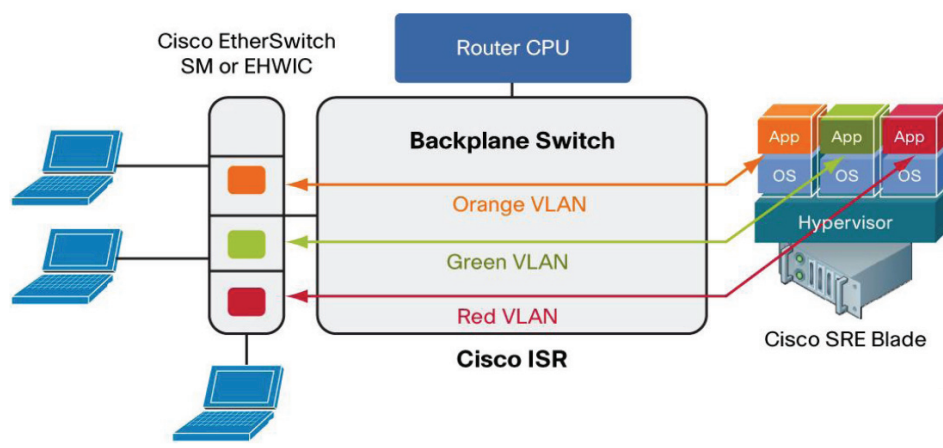 Cisco EtherSwitch
SM or EHWIC
Router CPU
Backplane Switch
Orange VLAN
Green VLAN
Red VLAN
Cisco ISR
App
App
App
OS
OS
OS
Hypervisor
Cisco SRE Blade